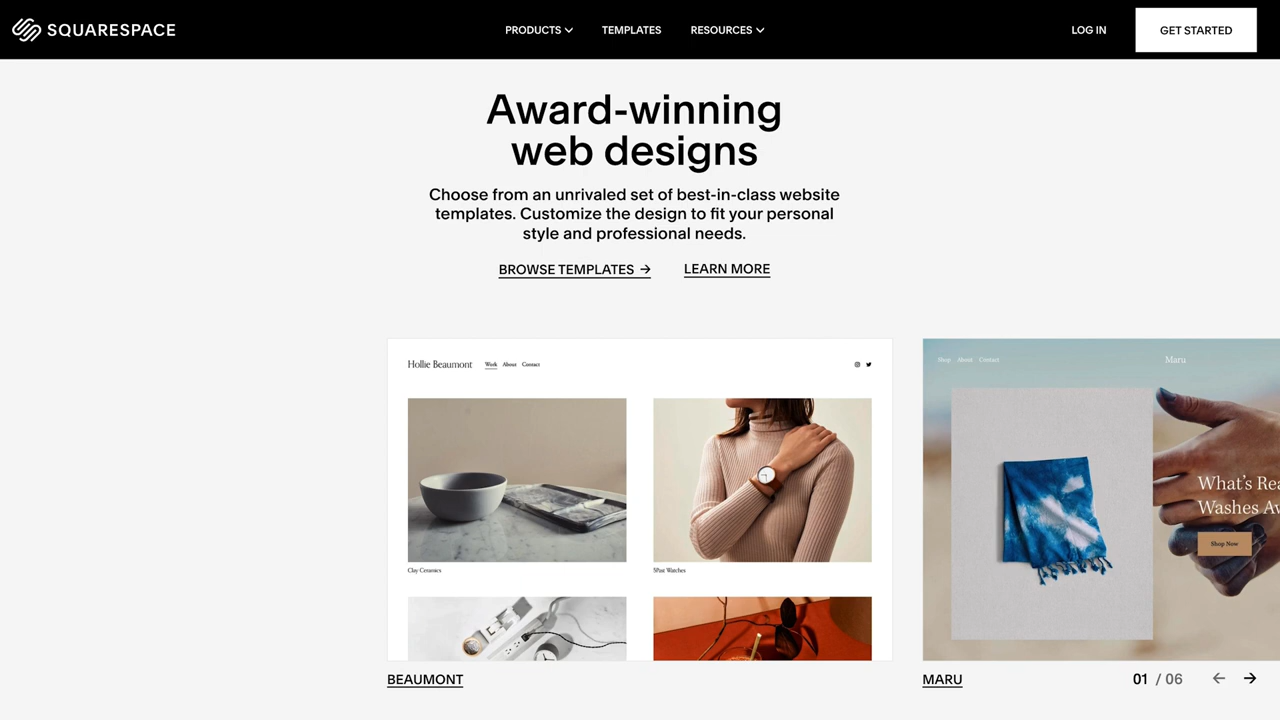 SQUARESPACE
PRODUCTS
TEMPLATES
RESOURCES
LOG IN
GET STARTED
Award-winning
web designs
Choose from an unrivaled set of best-in-class website
templates. Customize the design to fit your personal
style and professional needs.
BROWSE TEMPLATES →
LEARN MORE
Hollie Beaumont
Work About Contact
Clay Ceramics
5Past Watches
BEAUMONT
Shop About Contact
Maru
What's Rea
Washes Av
Shop Now
MARU
01 / 06